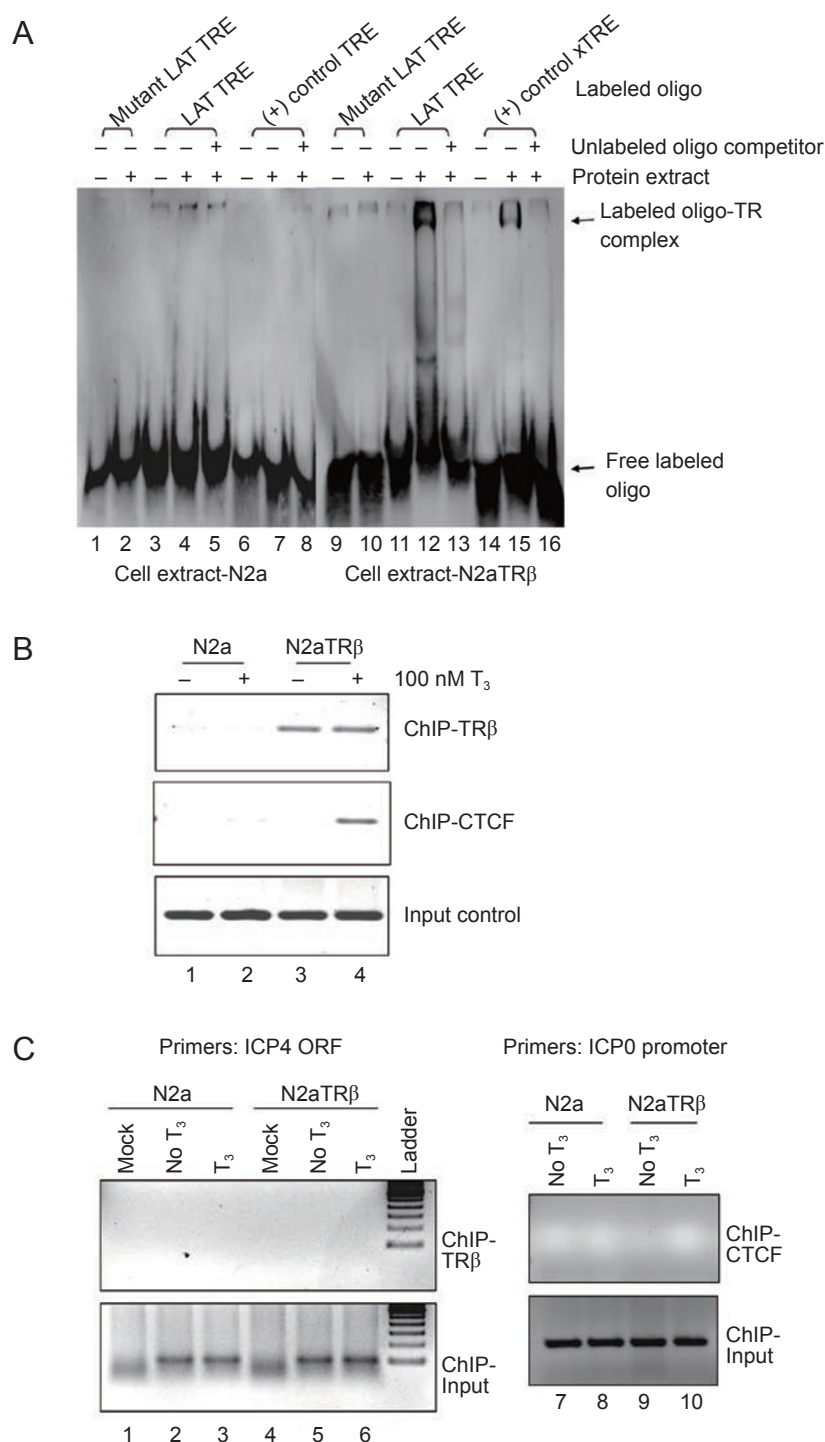 A
Mutant LAT TRE LAT TRE (+) control TRE Mutant LAT TRE LAT TRE (+) control xTRE
Labeled oligo
– – – – + – – + – – – – + – – + Unlabeled oligo competitor
– + – + + – + + – + – + + – + + Protein extract
Labeled oligo-TR
complex
Free labeled
oligo
1 2 3 4 5 6 7 8 9 10 11 12 13 14 15 16
Cell extract-N2a Cell extract-N2aTRβ
B
N2a N2aTRβ
– + – + 100 nM T₃
ChIP-TRβ
ChIP-CTCF
Input control
1 2 3 4
C
Primers: ICP4 ORF
N2a N2aTRβ
Mock No T₃ T₃ Mock No T₃ T₃ Ladder
ChIP-
TRβ
ChIP-
Input
1 2 3 4 5 6
Primers: ICP0 promoter
N2a N2aTRβ
No T₃ T₃ No T₃ T₃
ChIP-
CTCF
ChIP-
Input
7 8 9 10